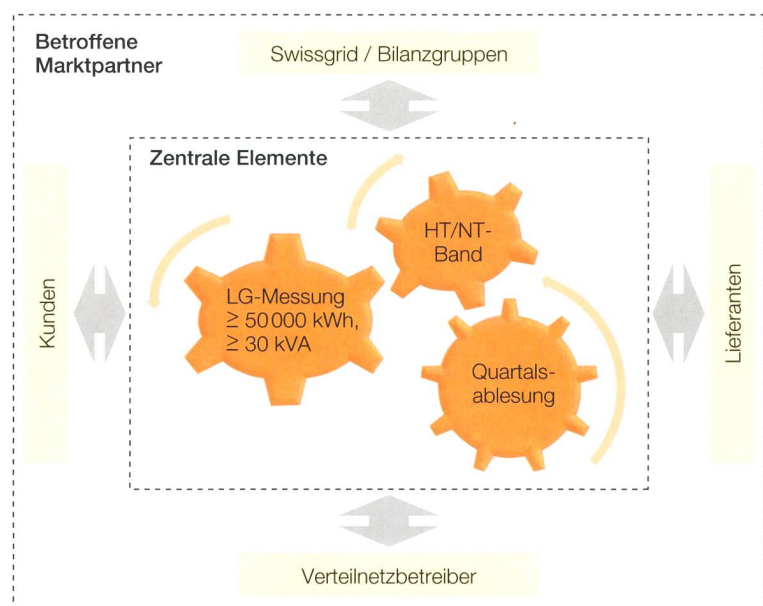 Betroffene
Marktpartner
Swissgrid / Bilanzgruppen
Zentrale Elemente
Kunden
HT/NT-
Band
LG-Messung
≥ 50 000 kWh,
≥ 30 kVA
Quartals-
ablesung
Lieferanten
Verteilnetzbetreiber